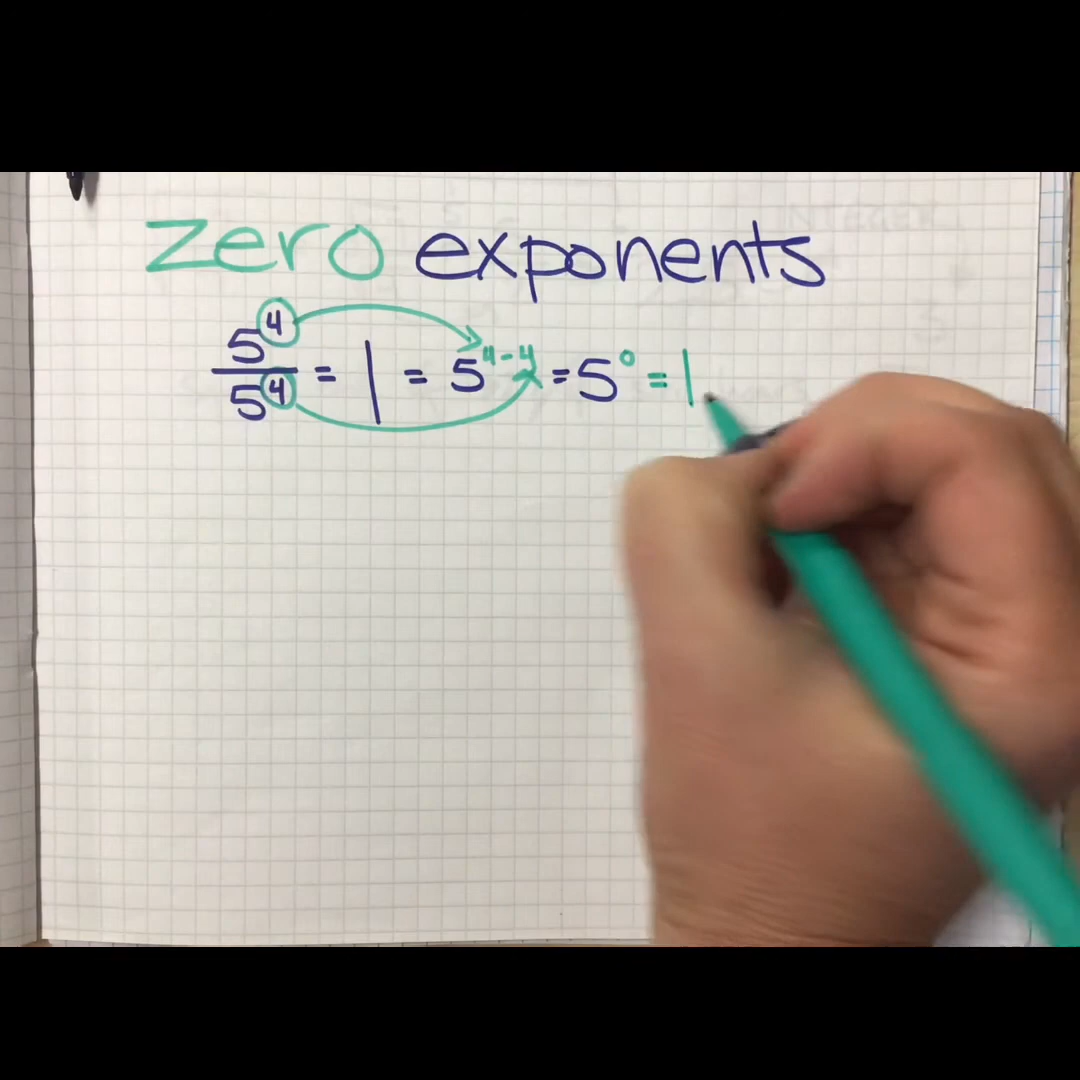 zero exponents
5⁴/5⁴ = 1 = 5⁴⁻⁴ = 5⁰ = 1